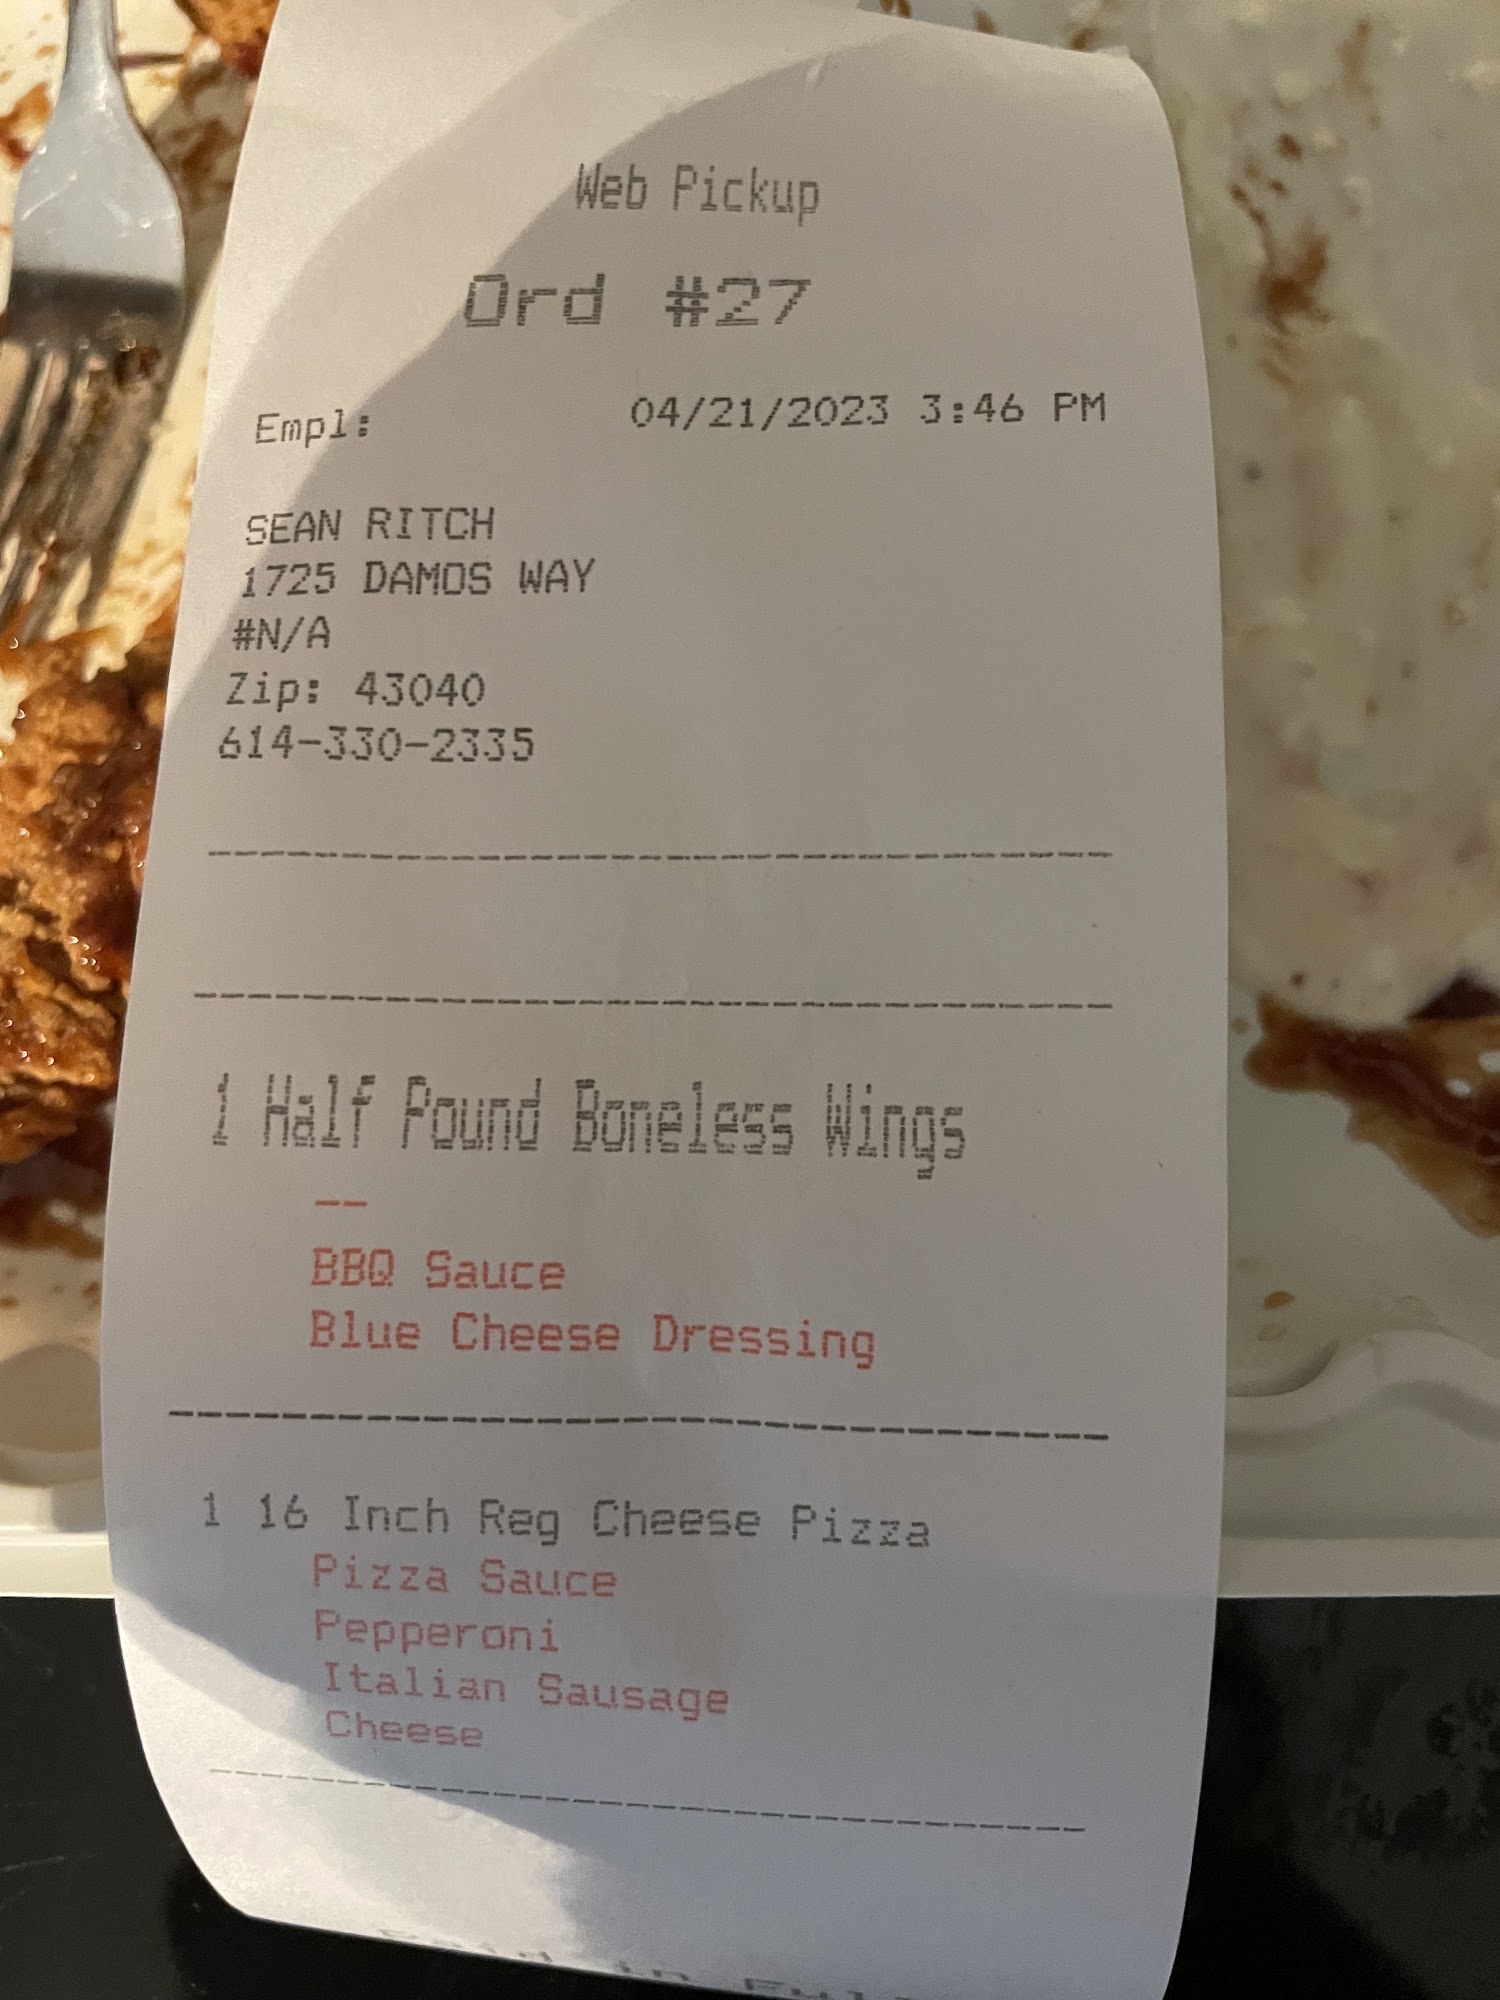 Web Pickup
Ord #27
Empl: 04/21/2023 3:46 PM
SEAN RITCH
1725 DAMOS WAY
#N/A
Zip: 43040
614-330-2335
1 Half Pound Boneless Wings
--
BBQ Sauce
Blue Cheese Dressing
1 16 Inch Reg Cheese Pizza
Pizza Sauce
Pepperoni
Italian Sausage
Cheese